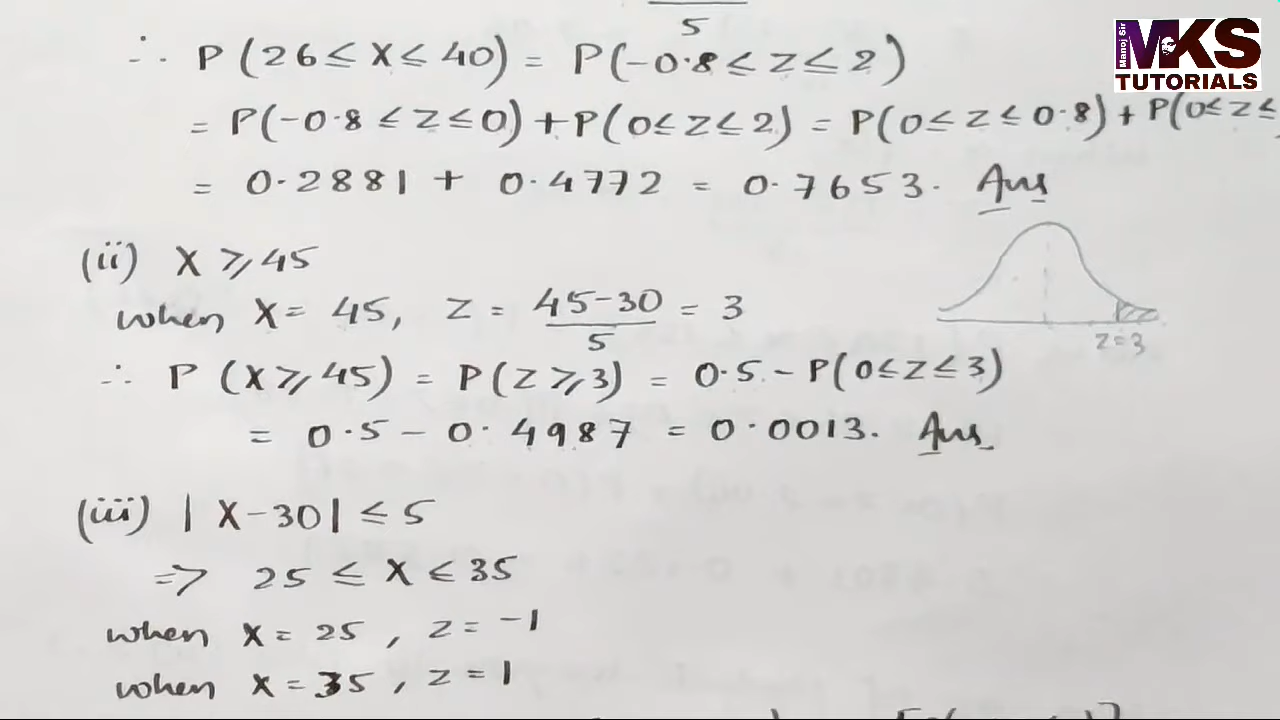 Manoj Sir
MKS
TUTORIALS
5
∴ P(26 ≤ X ≤ 40) = P(-0.8 ≤ Z ≤ 2)
= P(-0.8 ≤ Z ≤ 0) + P(0 ≤ Z ≤ 2) = P(0 ≤ Z ≤ 0.8) + P(0 ≤ Z ≤
= 0.2881 + 0.4772 = 0.7653. Ans
(ii) X ≥ 45
when X = 45, Z = 45-30 / 5 = 3
Z=3
∴ P(X ≥ 45) = P(Z ≥ 3) = 0.5 - P(0 ≤ Z ≤ 3)
= 0.5 - 0.4987 = 0.0013. Ans
(iii) |X-30| ≤ 5
⇒ 25 ≤ X ≤ 35
when X = 25, Z = -1
when X = 35, Z = 1